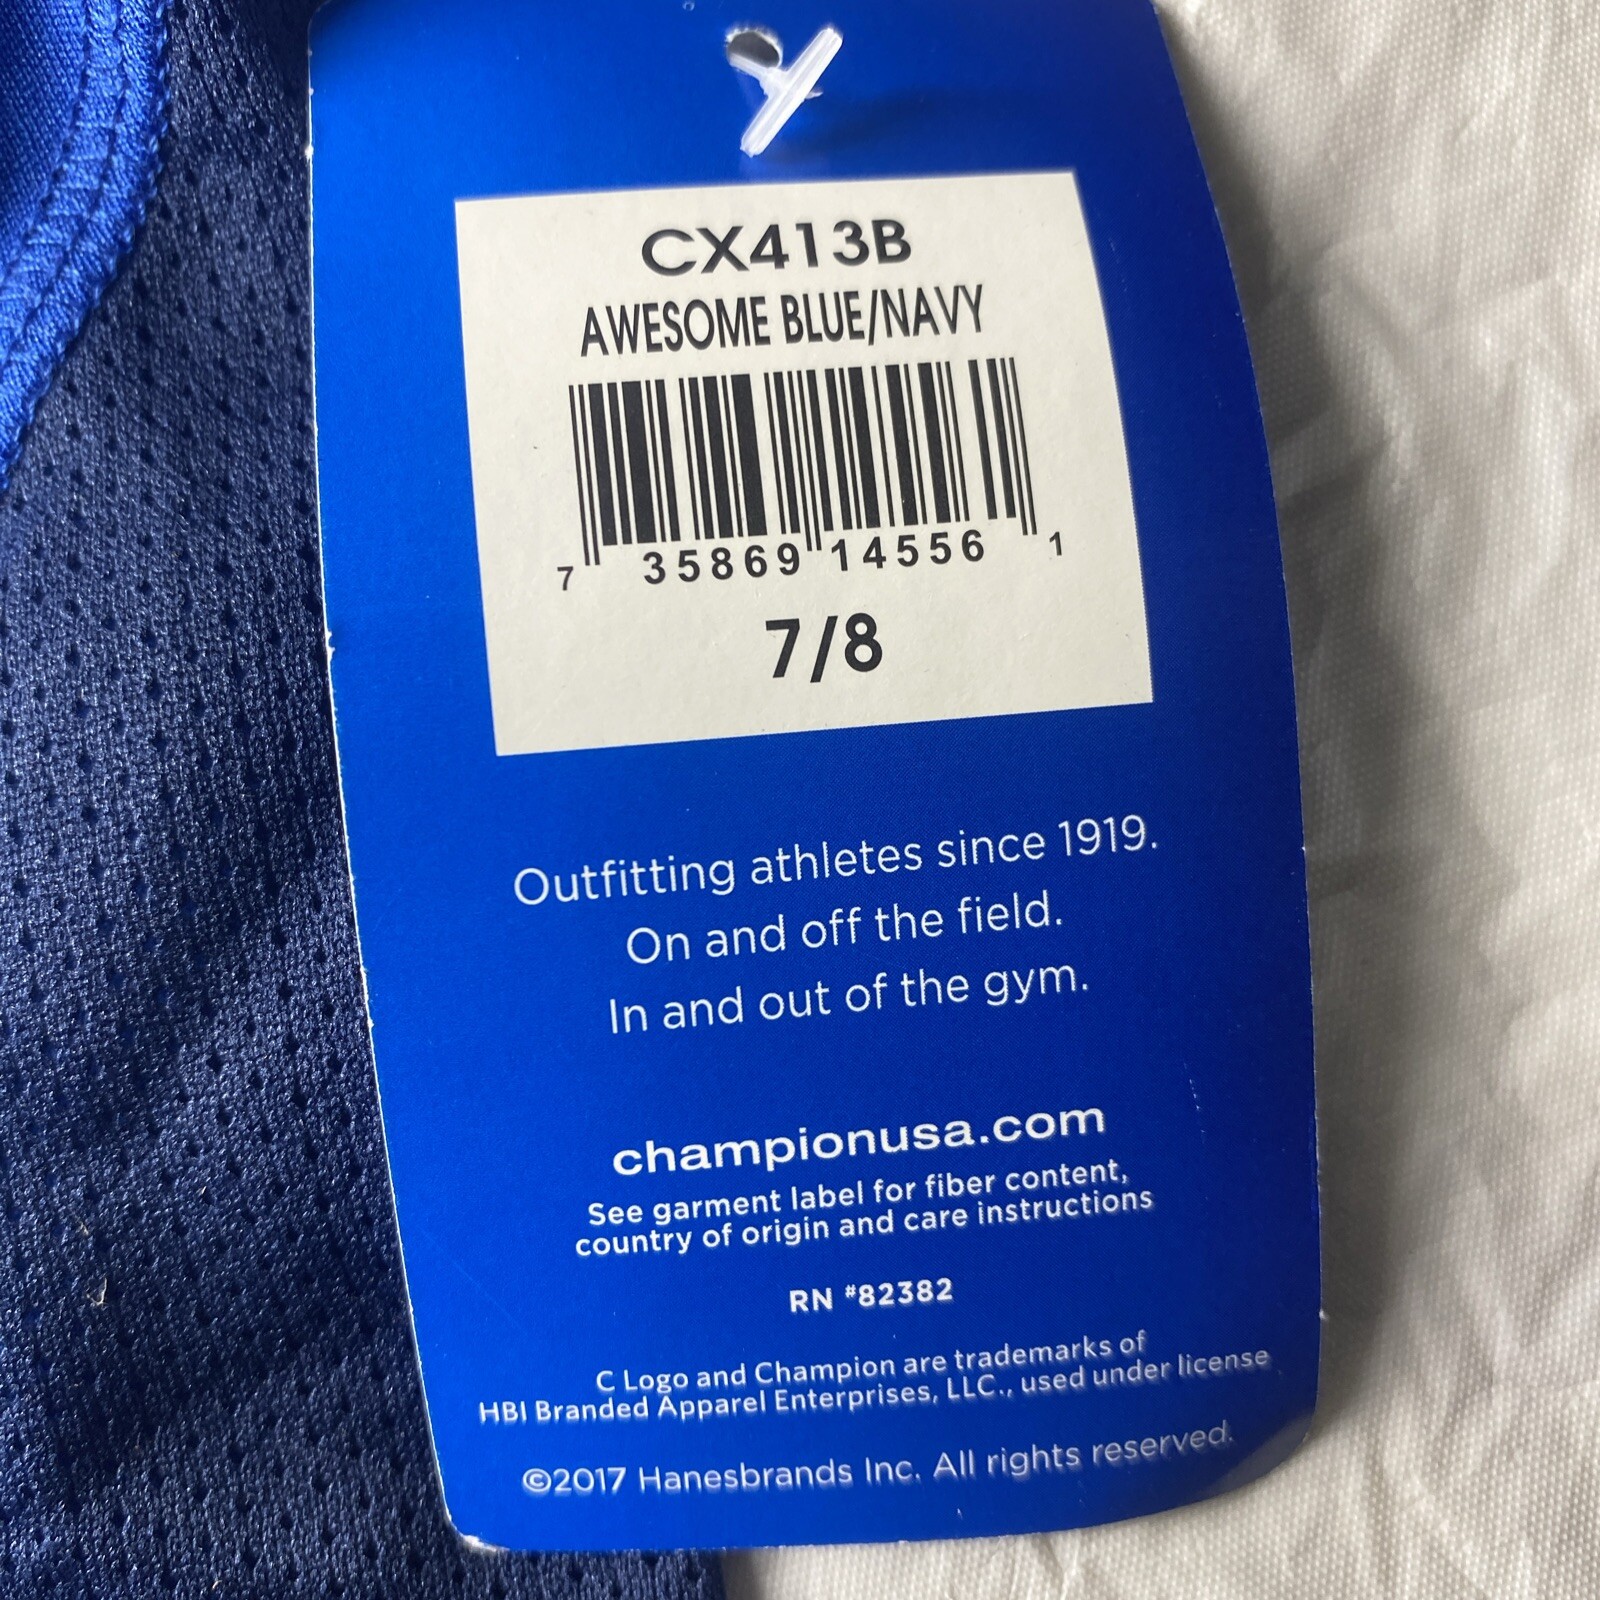 CX413B
AWESOME BLUE/NAVY
7 35869 14556 1
7/8
Outfitting athletes since 1919.
On and off the field.
In and out of the gym.
championusa.com
See garment label for fiber content,
country of origin and care instructions
RN #82382
C Logo and Champion are trademarks of
HBI Branded Apparel Enterprises, LLC., used under license
©2017 Hanesbrands Inc. All rights reserved.